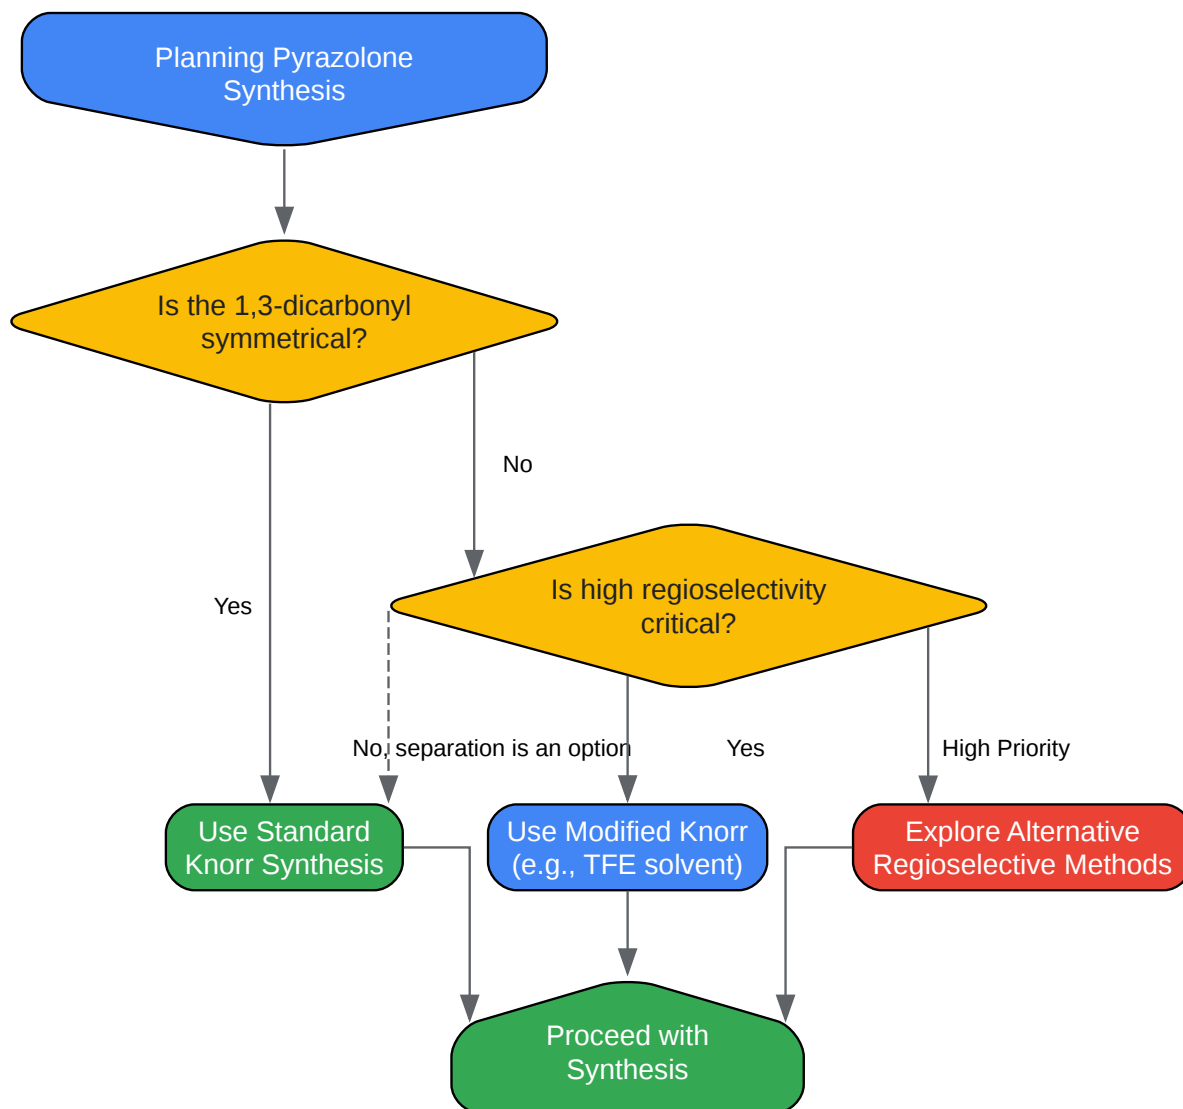 Planning Pyrazolone
Synthesis
Is the 1,3-dicarbonyl
symmetrical?
No
Is high regioselectivity
critical?
Yes
No, separation is an option
Yes
High Priority
Use Standard
Knorr Synthesis
Use Modified Knorr
(e.g., TFE solvent)
Explore Alternative
Regioselective Methods
Proceed with
Synthesis